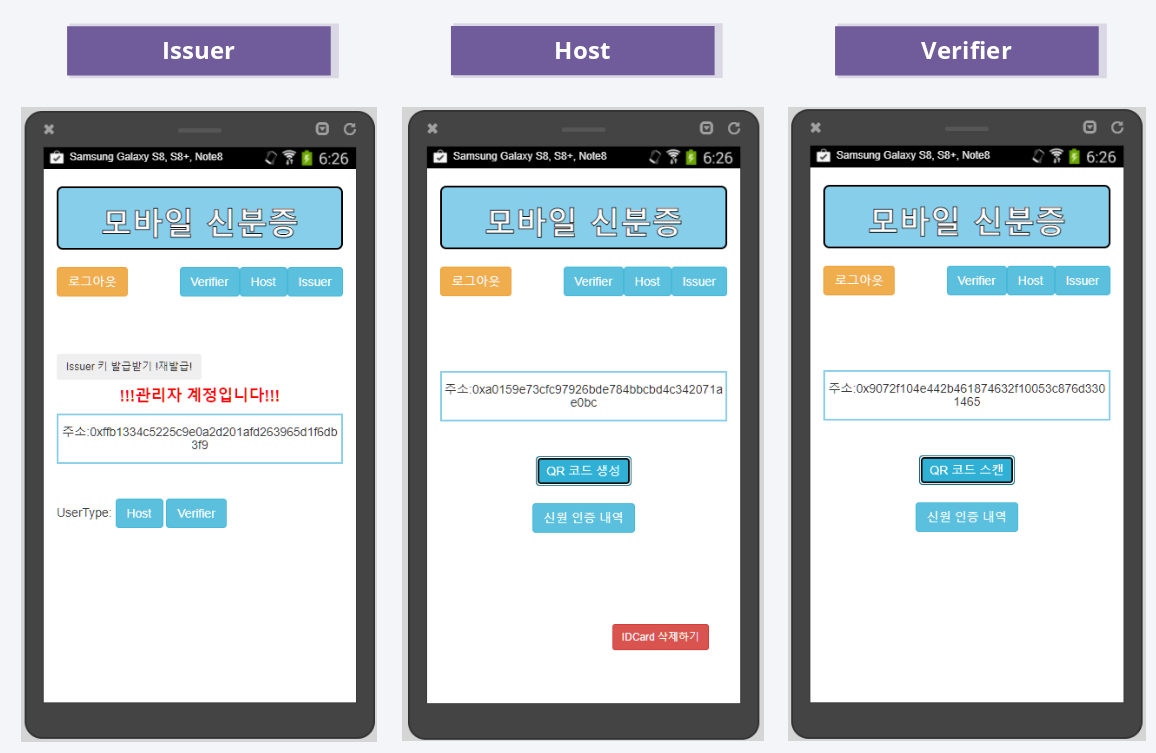 Issuer
Samsung Galaxy S8, S8+, Note8 6:26
모바일 신분증
로그아웃 Verifier Host Issuer
Issuer 키 발급받기 !재발급!
!!!관리자 계정입니다!!!
주소:0xffb1334c5225c9e0a2d201afd263965d1f6db
3f9
UserType: Host Verifier
Host
Samsung Galaxy S8, S8+, Note8 6:26
모바일 신분증
로그아웃 Verifier Host Issuer
주소:0xa0159e73cfc97926bde784bbcbd4c342071a
e0bc
QR 코드 생성
신원 인증 내역
IDCard 삭제하기
Verifier
Samsung Galaxy S8, S8+, Note8 6:26
모바일 신분증
로그아웃 Verifier Host Issuer
주소:0x9072f104e442b461874632f10053c876d330
1465
QR 코드 스캔
신원 인증 내역